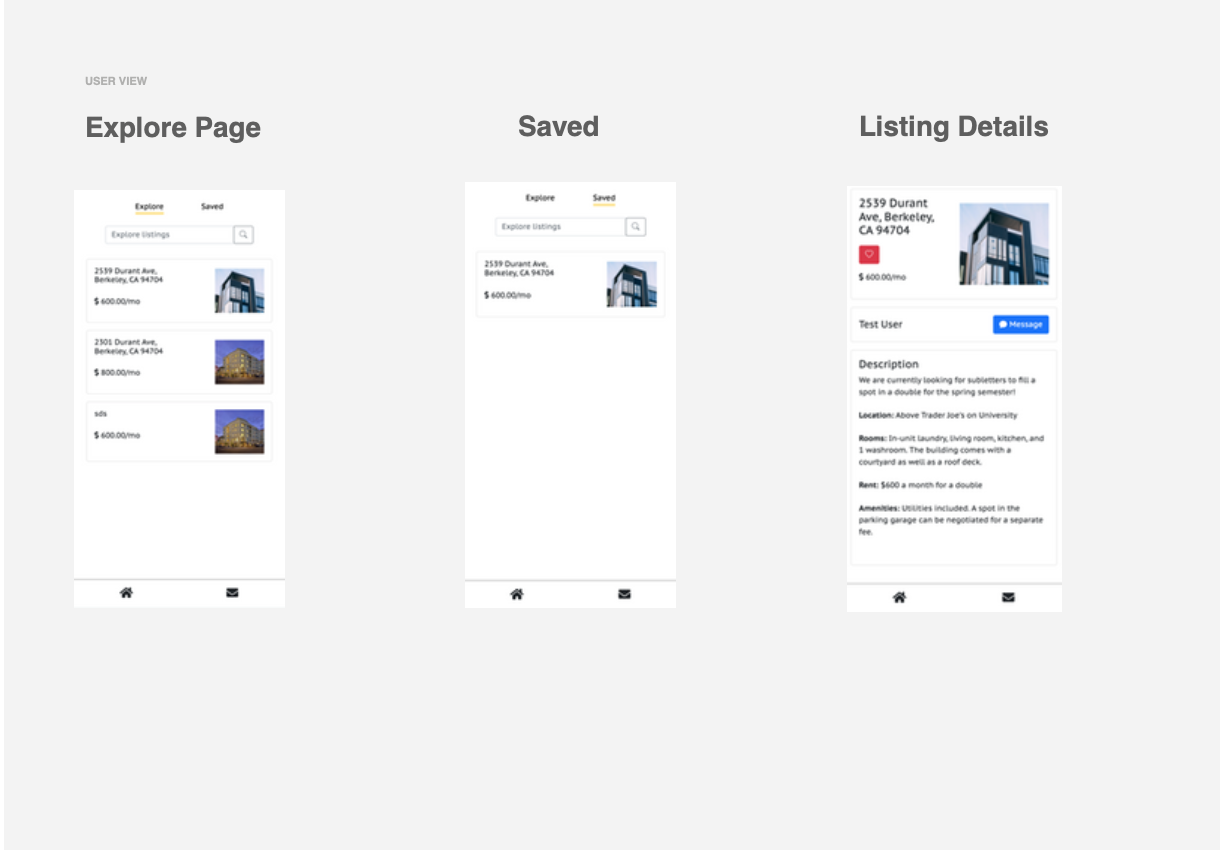 USER VIEW
Explore Page
Explore Saved
Explore listings
2539 Durant Ave,
Berkeley, CA 94704
$ 600.00/mo
2301 Durant Ave,
Berkeley, CA 94704
$ 800.00/mo
sds
$ 600.00/mo
Saved
Explore Saved
Explore listings
2539 Durant Ave,
Berkeley, CA 94704
$ 600.00/mo
Listing Details
2539 Durant
Ave, Berkeley,
CA 94704
$ 600.00/mo
Test User
Message
Description
We are currently looking for subletters to fill a
spot in a double for the spring semester!
Location: Above Trader Joe's on University
Rooms: In-unit laundry, living room, kitchen, and
1 washroom. The building comes with a
courtyard as well as a roof deck.
Rent: $600 a month for a double
Amenities: Utilities included. A spot in the
parking garage can be negotiated for a separate
fee.